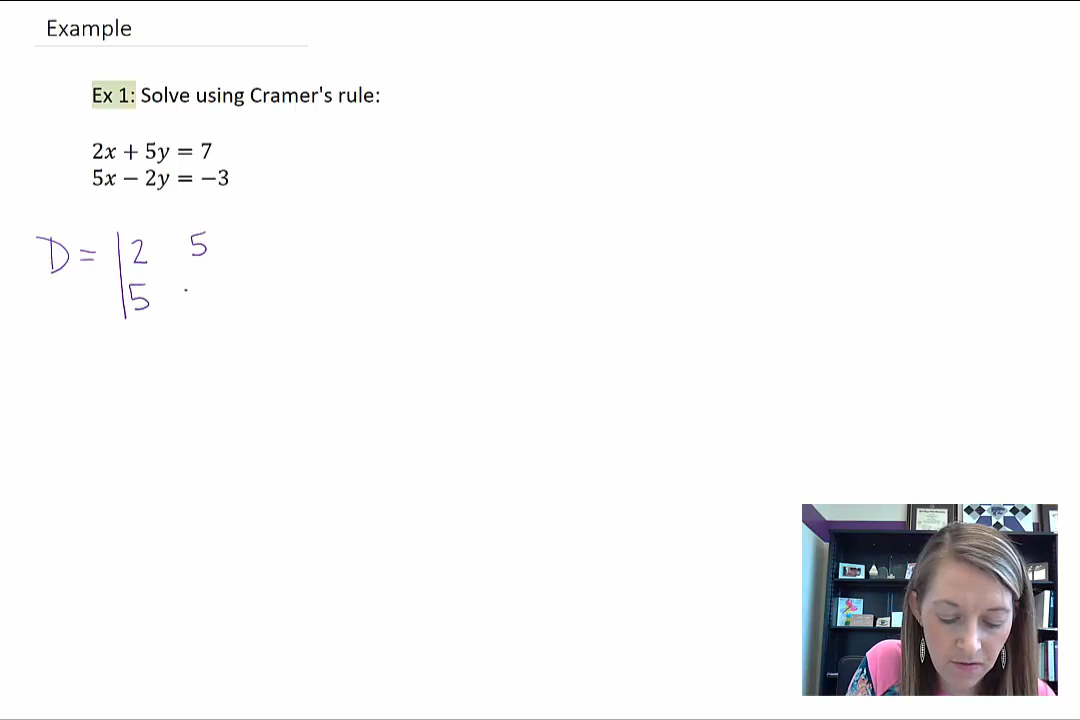 Example
Ex 1: Solve using Cramer's rule:
2x + 5y = 7
5x − 2y = −3
D = |2 5
|5